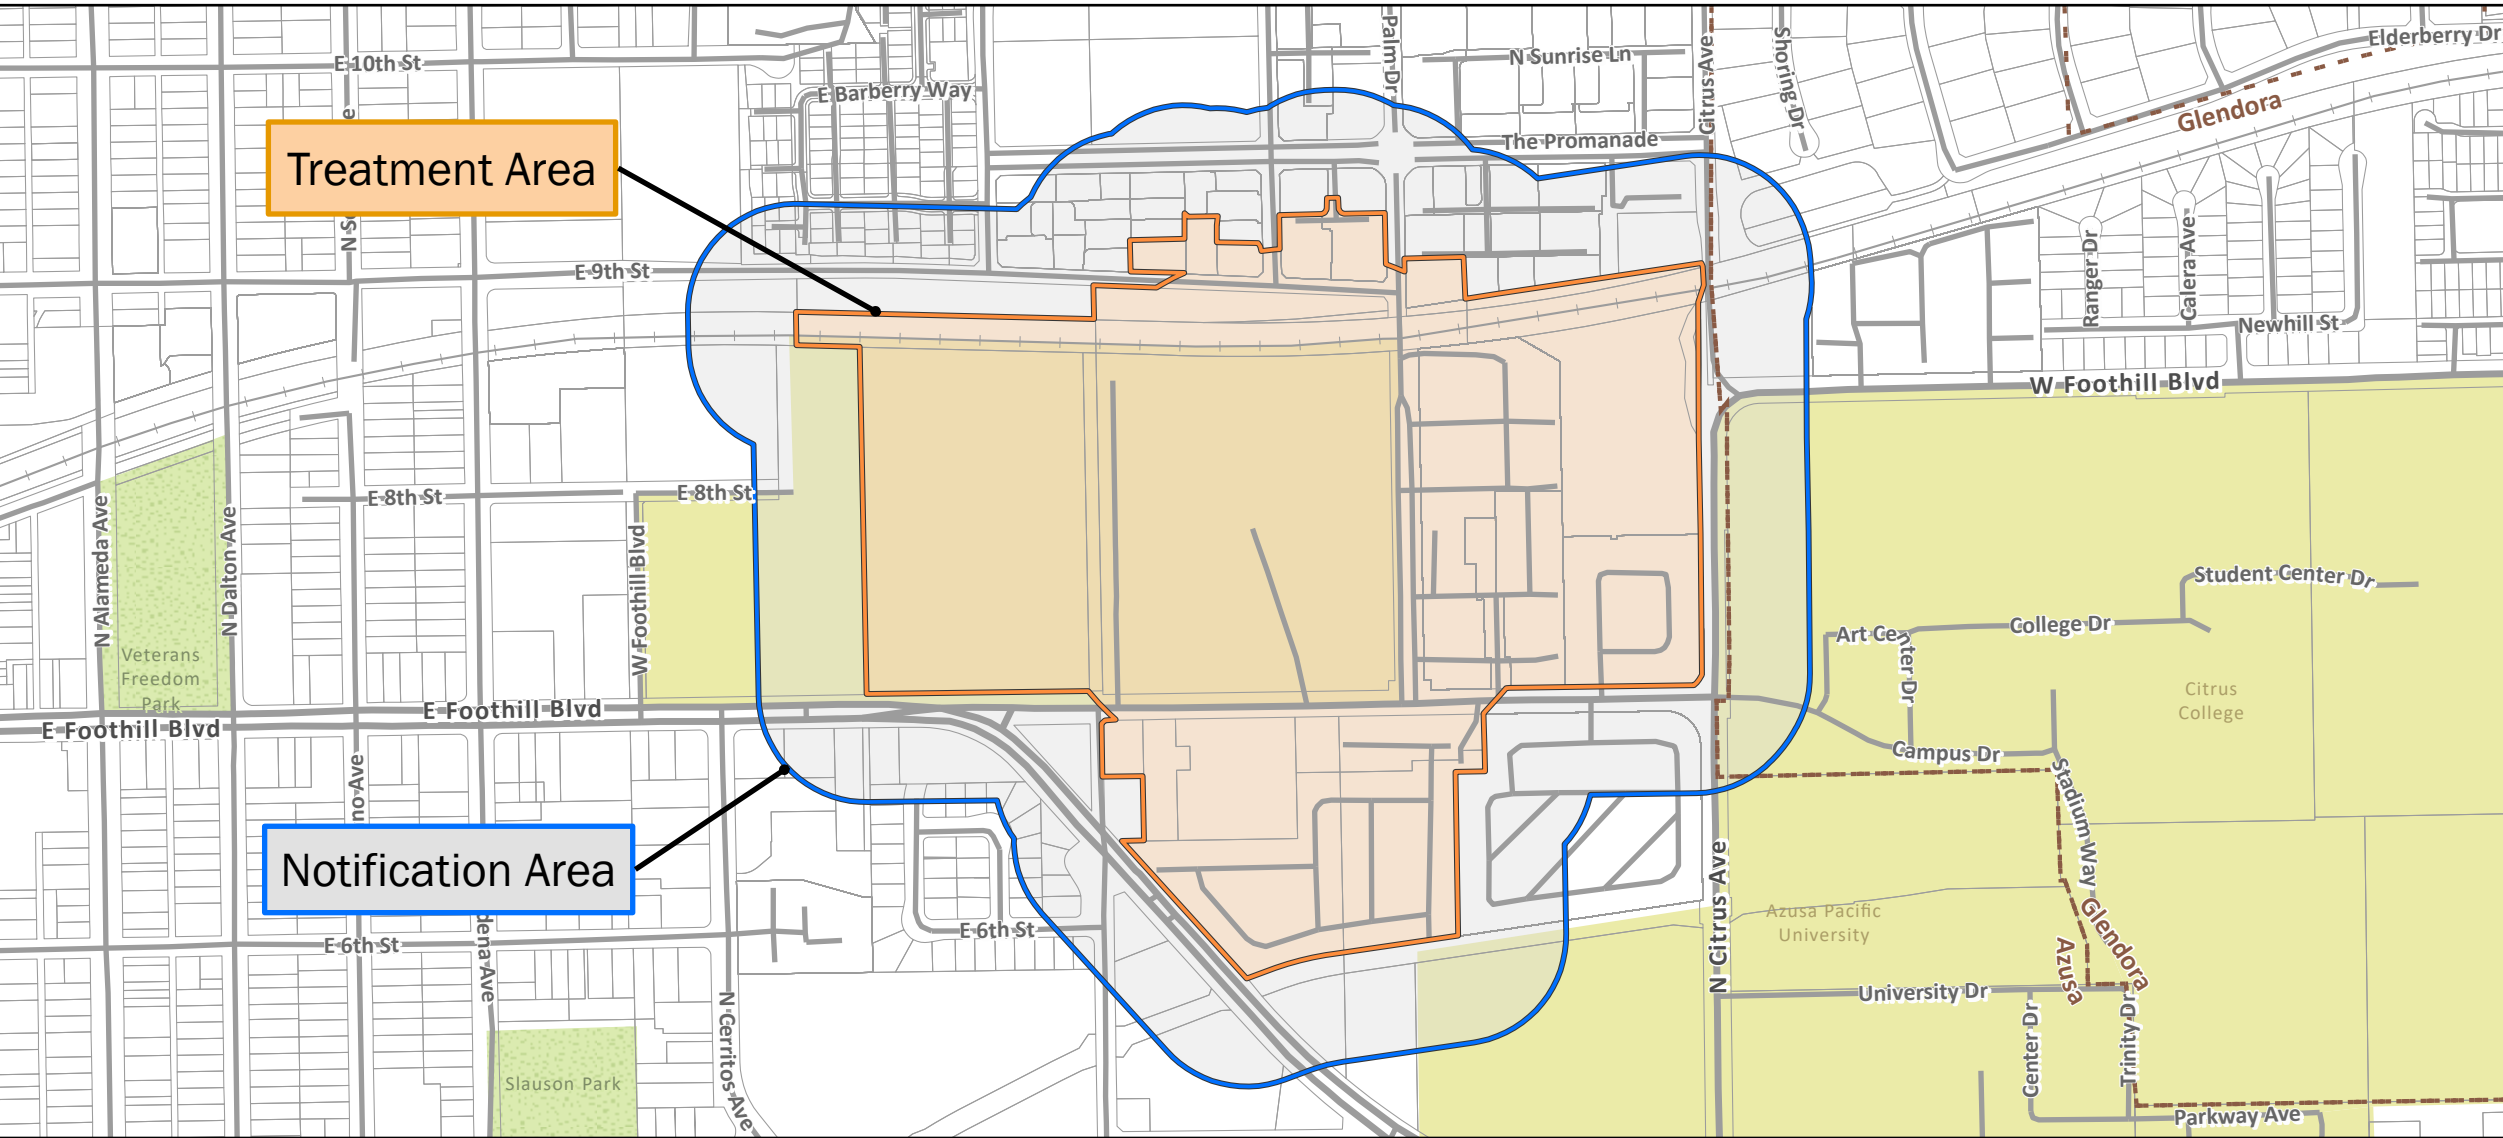 E 10th St
E Barberry Way
Palm Dr
N Sunrise Ln
Citrus Ave
Shoring Dr
Elderberry Dr
Glendora
The Promanade
Treatment Area
E 9th St
Ranger Dr
Calera Ave
Newhill St
W Foothill Blvd
E 8th St
E 8th St
N Alameda Ave
N Dalton Ave
W Foothill Blvd
Student Center Dr
Art Center Dr
College Dr
Veterans
Freedom
Park
Citrus
College
E Foothill Blvd
E Foothill Blvd
Campus Dr
Stadium Way
no Ave
Notification Area
N Citrus Ave
Azusa Pacific
University
Glendora
Azusa
E 6th St
E 6th St
dena Ave
University Dr
N Cerritos Ave
Center Dr
Trinity Dr
Slauson Park
Parkway Ave